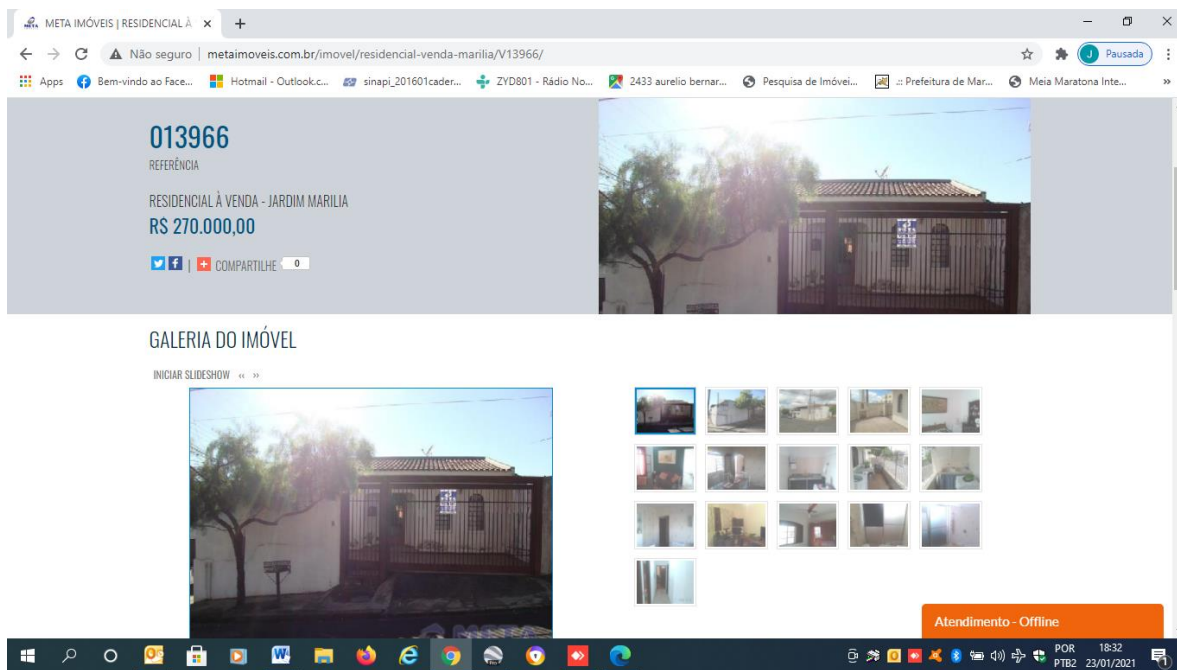 META IMÓVEIS | RESIDENCIAL À
Não seguro | metaimoveis.com.br/imovel/residencial-venda-marilia/V13966/
Pausada
Apps
Bem-vindo ao Face...
Hotmail - Outlook.c...
sinapi_201601cader...
ZYD801 - Rádio No...
2433 aurelio bernar...
Pesquisa de Imóvei...
.:: Prefeitura de Mar...
Meia Maratona Inte...
013966
REFERÊNCIA
RESIDENCIAL À VENDA - JARDIM MARILIA
R$ 270.000,00
| COMPARTILHE 0
GALERIA DO IMÓVEL
INICIAR SLIDESHOW ‹‹ ››
META
Atendimento - Offline
POR 18:32
PTB2 23/01/2021